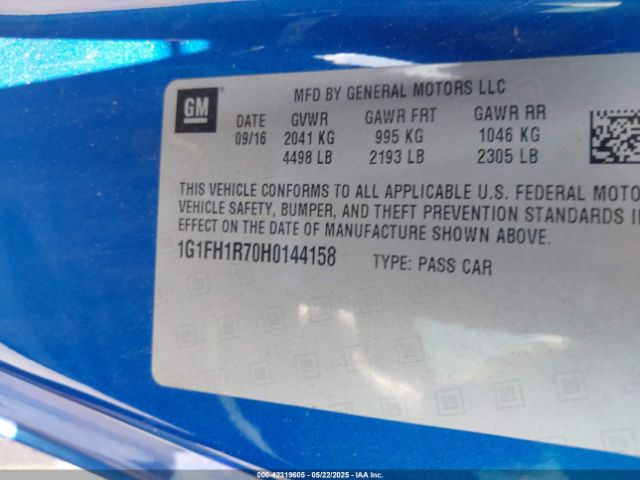 GM
MFD BY GENERAL MOTORS LLC
DATE GVWR GAWR FRT GAWR RR
09/16 2041 KG 995 KG 1046 KG
4498 LB 2193 LB 2305 LB
THIS VEHICLE CONFORMS TO ALL APPLICABLE U.S. FEDERAL MOTO
VEHICLE SAFETY, BUMPER, AND THEFT PREVENTION STANDARDS I
EFFECT ON THE DATE OF MANUFACTURE SHOWN ABOVE.
1G1FH1R70H0144158 TYPE: PASS CAR
000-42319605 - 05/22/2025 - IAAI.com